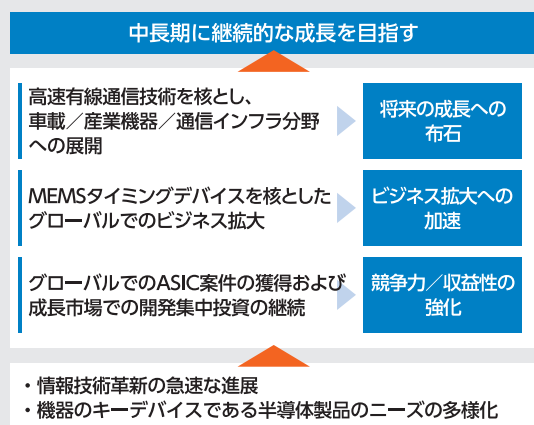 中長期に継続的な成長を目指す
高速有線通信技術を核とし、
車載／産業機器／通信インフラ分野
への展開
将来の成長への
布石
MEMSタイミングデバイスを核とした
グローバルでのビジネス拡大
ビジネス拡大への
加速
グローバルでのASIC案件の獲得および
成長市場での開発集中投資の継続
競争力／収益性の
強化
・情報技術革新の急速な進展
・機器のキーデバイスである半導体製品のニーズの多様化